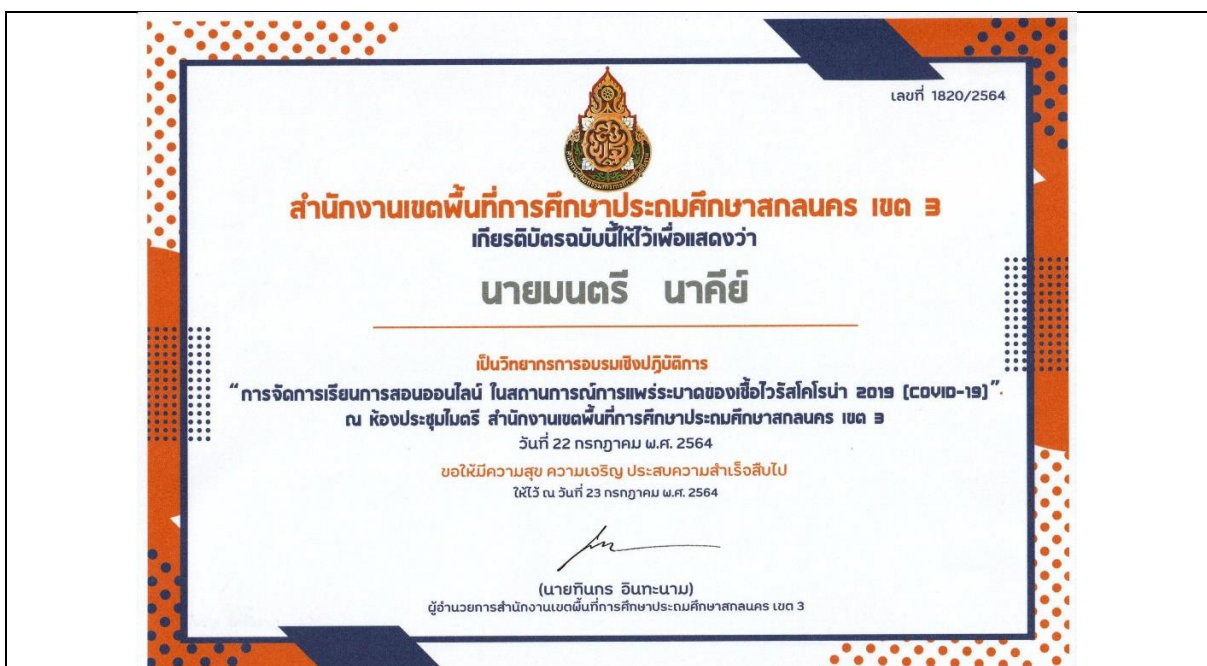 เลขที่ 1820/2564
สำนักงานเขตพื้นที่การศึกษาประถมศึกษาสกลนคร เขต 3
เกียรติบัตรฉบับนี้ให้ไว้เพื่อแสดงว่า
นายมนตรี นาคีย์
เป็นวิทยากรการอบรมเชิงปฏิบัติการ
“การจัดการเรียนการสอนออนไลน์ ในสถานการณ์การแพร่ระบาดของเชื้อไวรัสโคโรน่า 2019 (COVID-19)”
ณ ห้องประชุมไมตรี สำนักงานเขตพื้นที่การศึกษาประถมศึกษาสกลนคร เขต 3
วันที่ 22 กรกฎาคม พ.ศ. 2564
ขอให้มีความสุข ความเจริญ ประสบความสำเร็จสืบไป
ให้ไว้ ณ วันที่ 23 กรกฎาคม พ.ศ. 2564
(นายทินกร อินทะนาม)
ผู้อำนวยการสำนักงานเขตพื้นที่การศึกษาประถมศึกษาสกลนคร เขต 3